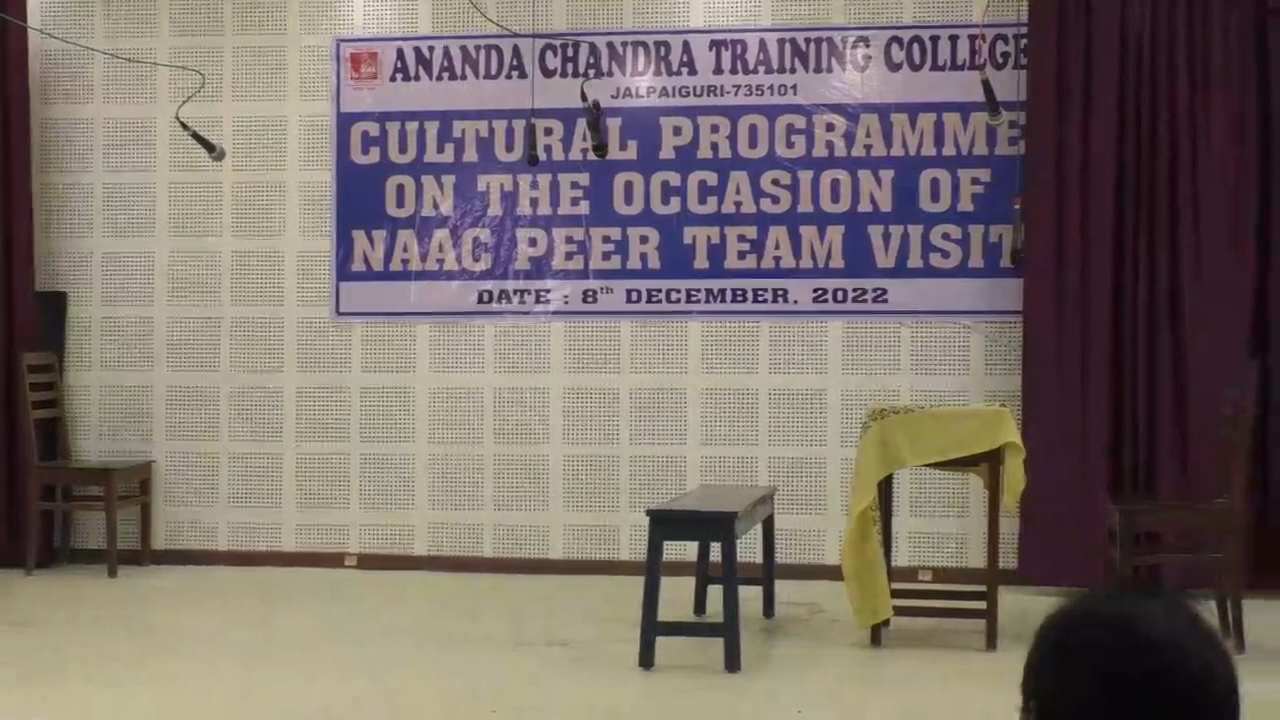 ANANDA CHANDRA TRAINING COLLEGE
JALPAIGURI-735101
CULTURAL PROGRAMME
ON THE OCCASION OF
NAAC PEER TEAM VISIT
DATE : 8th DECEMBER, 2022